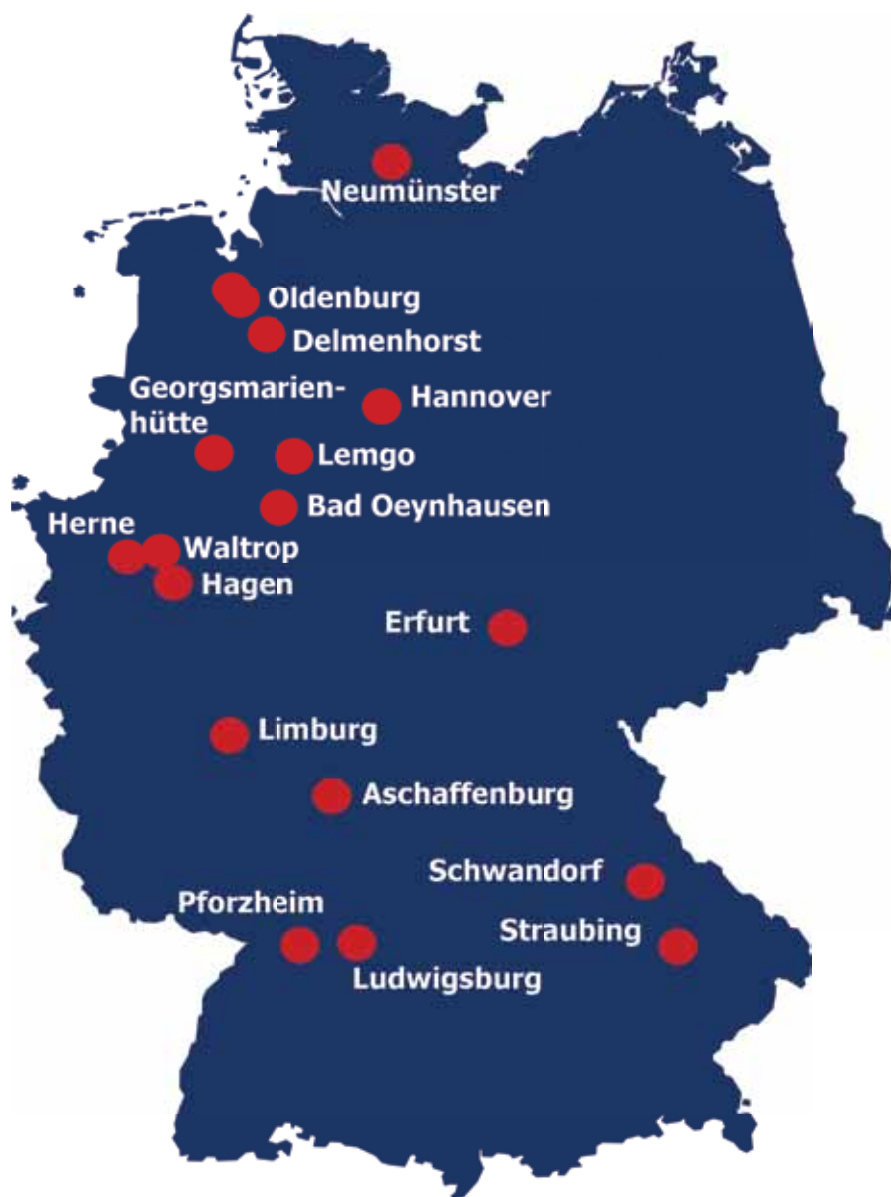 Neumünster
Oldenburg
Delmenhorst
Georgsmarien-
hütte
Hannover
Lemgo
Bad Oeynhausen
Herne
Waltrop
Hagen
Erfurt
Limburg
Aschaffenburg
Schwandorf
Pforzheim
Straubing
Ludwigsburg